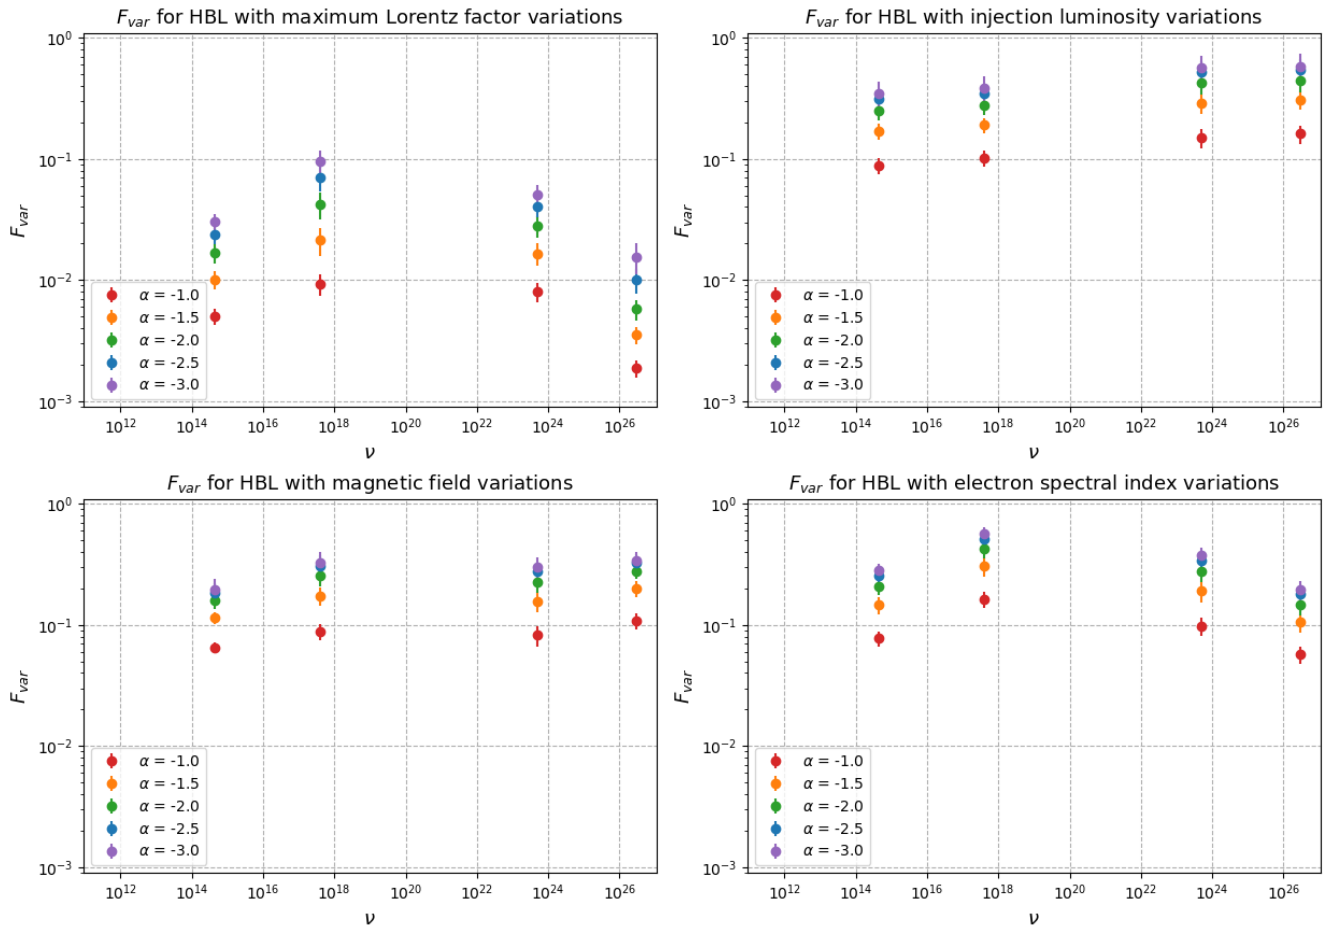 F_var for HBL with maximum Lorentz factor variations
10^0
10^-1
10^-2
10^-3
F_var
α = -1.0
α = -1.5
α = -2.0
α = -2.5
α = -3.0
10^12 10^14 10^16 10^18 10^20 10^22 10^24 10^26
ν
F_var for HBL with injection luminosity variations
10^0
10^-1
10^-2
10^-3
F_var
α = -1.0
α = -1.5
α = -2.0
α = -2.5
α = -3.0
10^12 10^14 10^16 10^18 10^20 10^22 10^24 10^26
ν
F_var for HBL with magnetic field variations
10^0
10^-1
10^-2
10^-3
F_var
α = -1.0
α = -1.5
α = -2.0
α = -2.5
α = -3.0
10^12 10^14 10^16 10^18 10^20 10^22 10^24 10^26
ν
F_var for HBL with electron spectral index variations
10^0
10^-1
10^-2
10^-3
F_var
α = -1.0
α = -1.5
α = -2.0
α = -2.5
α = -3.0
10^12 10^14 10^16 10^18 10^20 10^22 10^24 10^26
ν